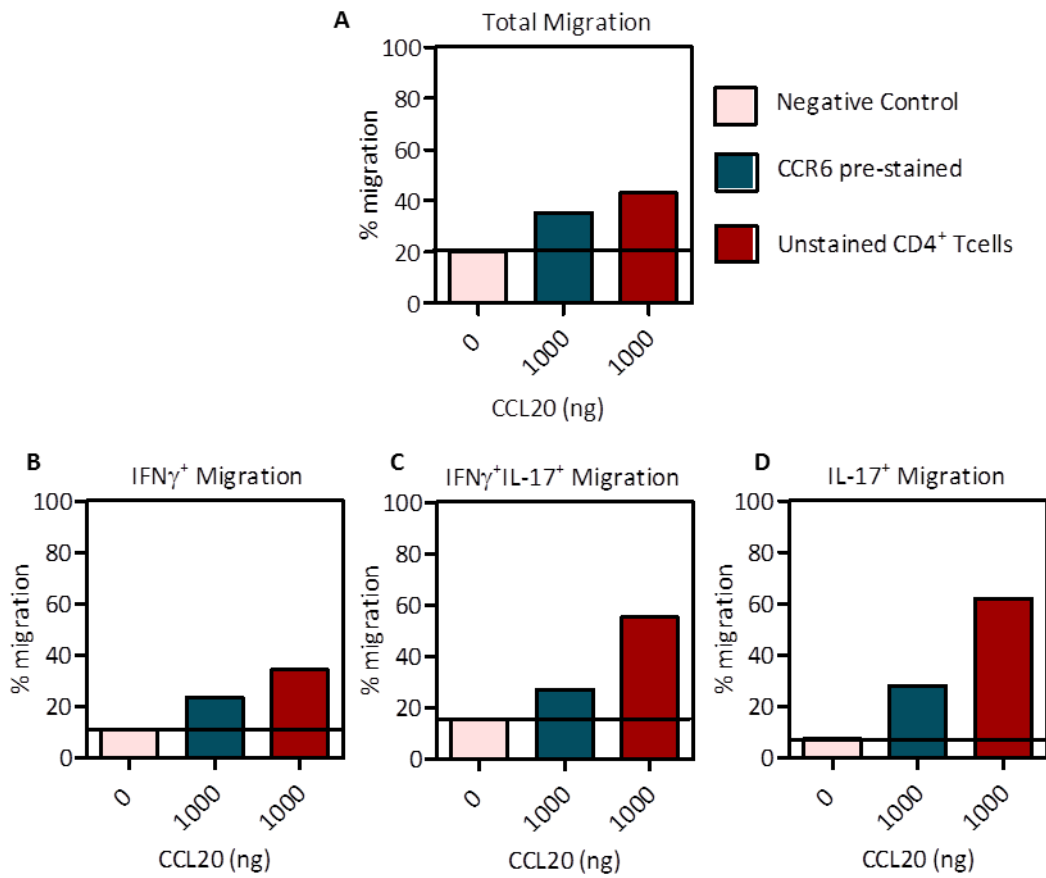 A
Total Migration
100
80
60
40
20
0
% migration
0
1000
1000
CCL20 (ng)
Negative Control
CCR6 pre-stained
Unstained CD4⁺ Tcells
B
IFNγ⁺ Migration
100
80
60
40
20
0
% migration
0
1000
1000
CCL20 (ng)
C
IFNγ⁺IL-17⁺ Migration
100
80
60
40
20
0
% migration
0
1000
1000
CCL20 (ng)
D
IL-17⁺ Migration
100
80
60
40
20
0
% migration
0
1000
1000
CCL20 (ng)